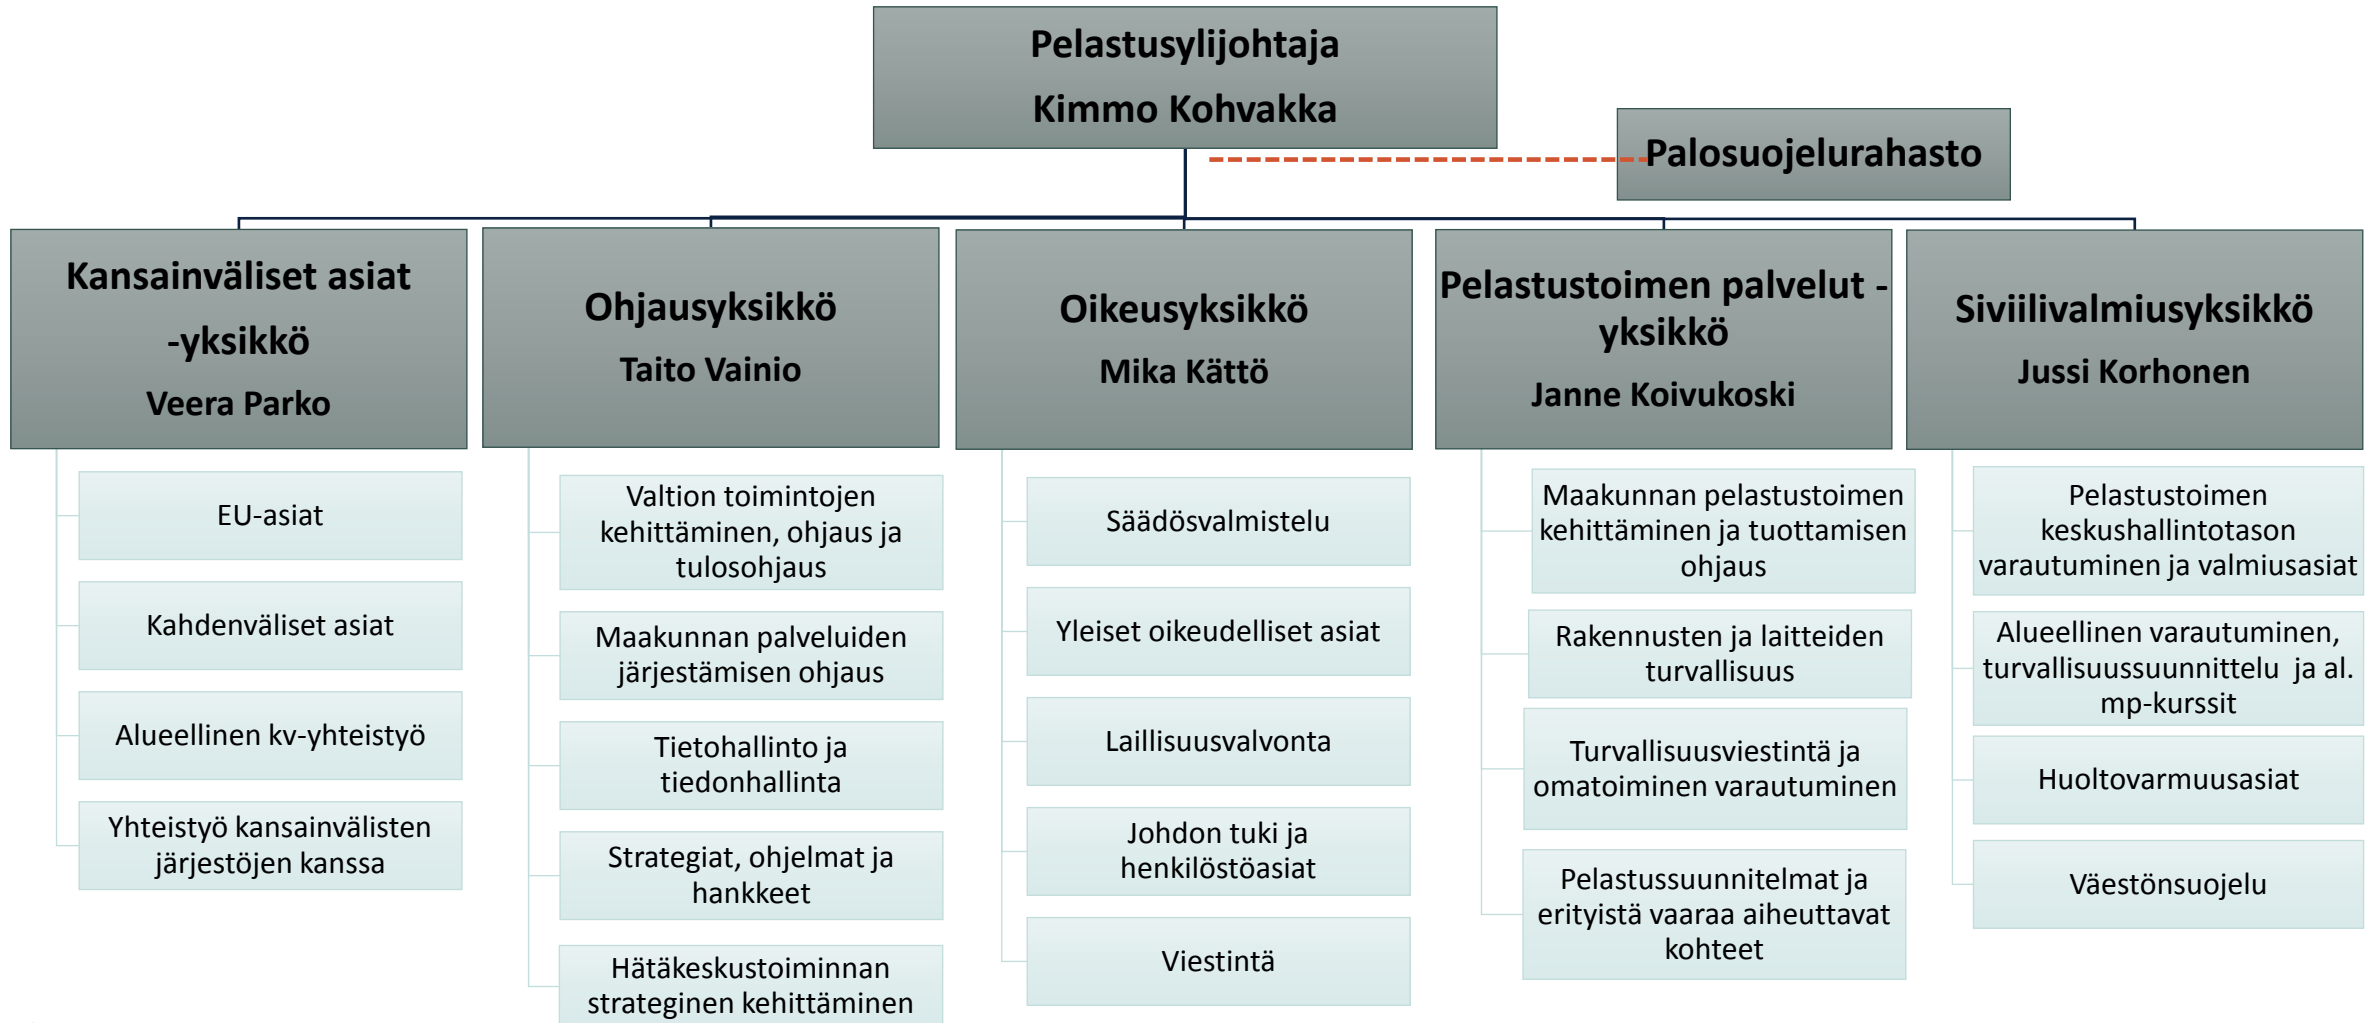 Pelastusylijohtaja
Kimmo Kohvakka
Palosuojelurahasto
Kansainväliset asiat
-yksikkö
Veera Parko
EU-asiat
Kahdenväliset asiat
Alueellinen kv-yhteistyö
Yhteistyö kansainvälisten
järjestöjen kanssa
Ohjausyksikkö
Taito Vainio
Valtion toimintojen
kehittäminen, ohjaus ja
tulosohjaus
Maakunnan palveluiden
järjestämisen ohjaus
Tietohallinto ja
tiedonhallinta
Strategiat, ohjelmat ja
hankkeet
Hätäkeskustoiminnan
strateginen kehittäminen
Oikeusyksikkö
Mika Kättö
Säädösvalmistelu
Yleiset oikeudelliset asiat
Laillisuusvalvonta
Johdon tuki ja
henkilöstöasiat
Viestintä
Pelastustoimen palvelut -
yksikkö
Janne Koivukoski
Maakunnan pelastustoimen
kehittäminen ja tuottamisen
ohjaus
Rakennusten ja laitteiden
turvallisuus
Turvallisuusviestintä ja
omatoiminen varautuminen
Pelastussuunnitelmat ja
erityistä vaaraa aiheuttavat
kohteet
Siviilivalmiusyksikkö
Jussi Korhonen
Pelastustoimen
keskushallintotason
varautuminen ja valmiusasiat
Alueellinen varautuminen,
turvallisuussuunnittelu ja al.
mp-kurssit
Huoltovarmuusasiat
Väestönsuojelu